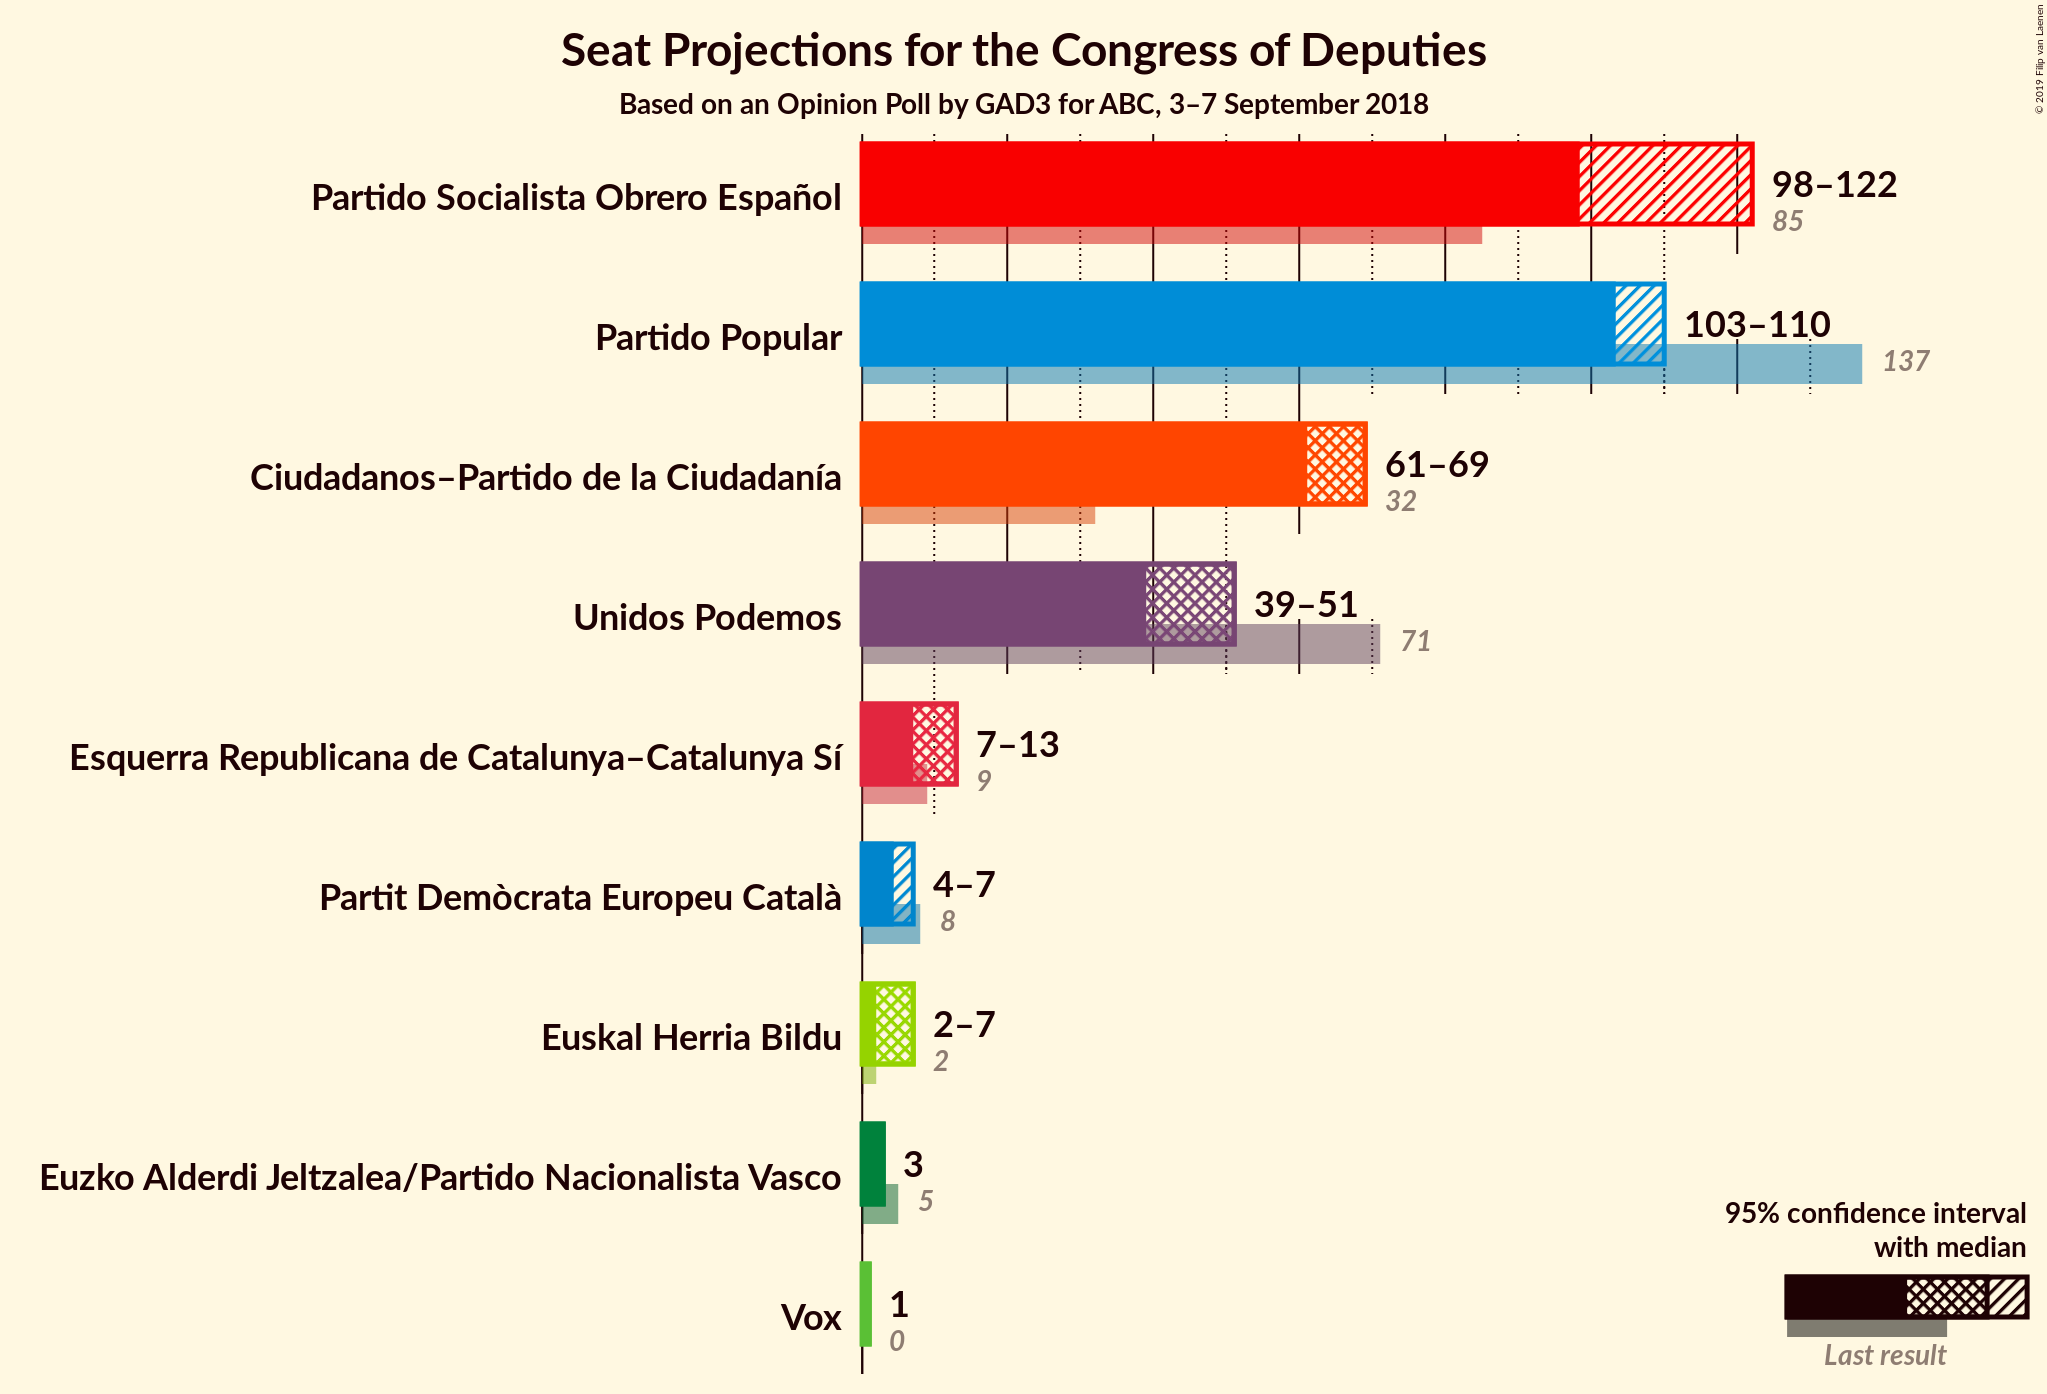 Seat Projections for the Congress of Deputies
Based on an Opinion Poll by GAD3 for ABC, 3–7 September 2018
© 2019 Filip van Laenen
Partido Socialista Obrero Español
98–122
85
Partido Popular
103–110
137
Ciudadanos–Partido de la Ciudadanía
61–69
32
Unidos Podemos
39–51
71
Esquerra Republicana de Catalunya–Catalunya Sí
7–13
9
Partit Demòcrata Europeu Català
4–7
8
Euskal Herria Bildu
2–7
2
Euzko Alderdi Jeltzalea/Partido Nacionalista Vasco
3
5
Vox
1
0
95% confidence interval
with median
Last result